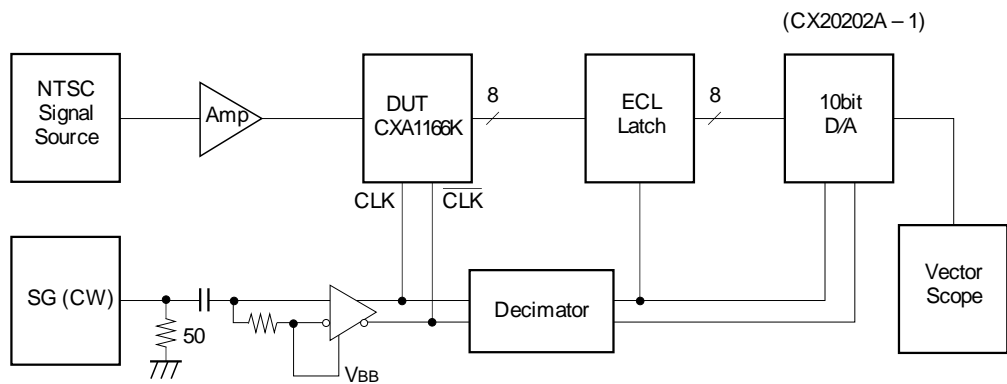 (CX20202A – 1)
NTSC
Signal
Source
Amp
DUT
CXA1166K
8
ECL
Latch
8
10bit
D/A
CLK
CLK
SG (CW)
50
VBB
Decimator
Vector
Scope